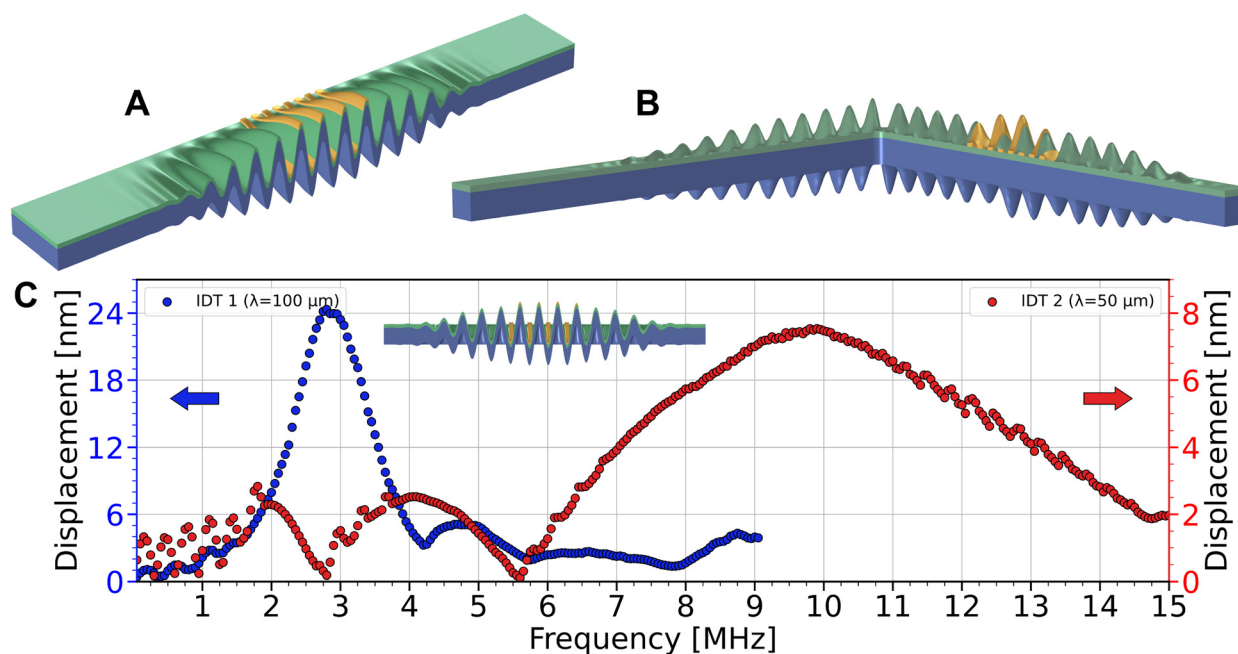 A
B
C
IDT 1 (λ=100 μm)
IDT 2 (λ=50 μm)
Displacement [nm]
24
18
12
6
0
8
6
4
2
0
Displacement [nm]
1 2 3 4 5 6 7 8 9 10 11 12 13 14 15
Frequency [MHz]